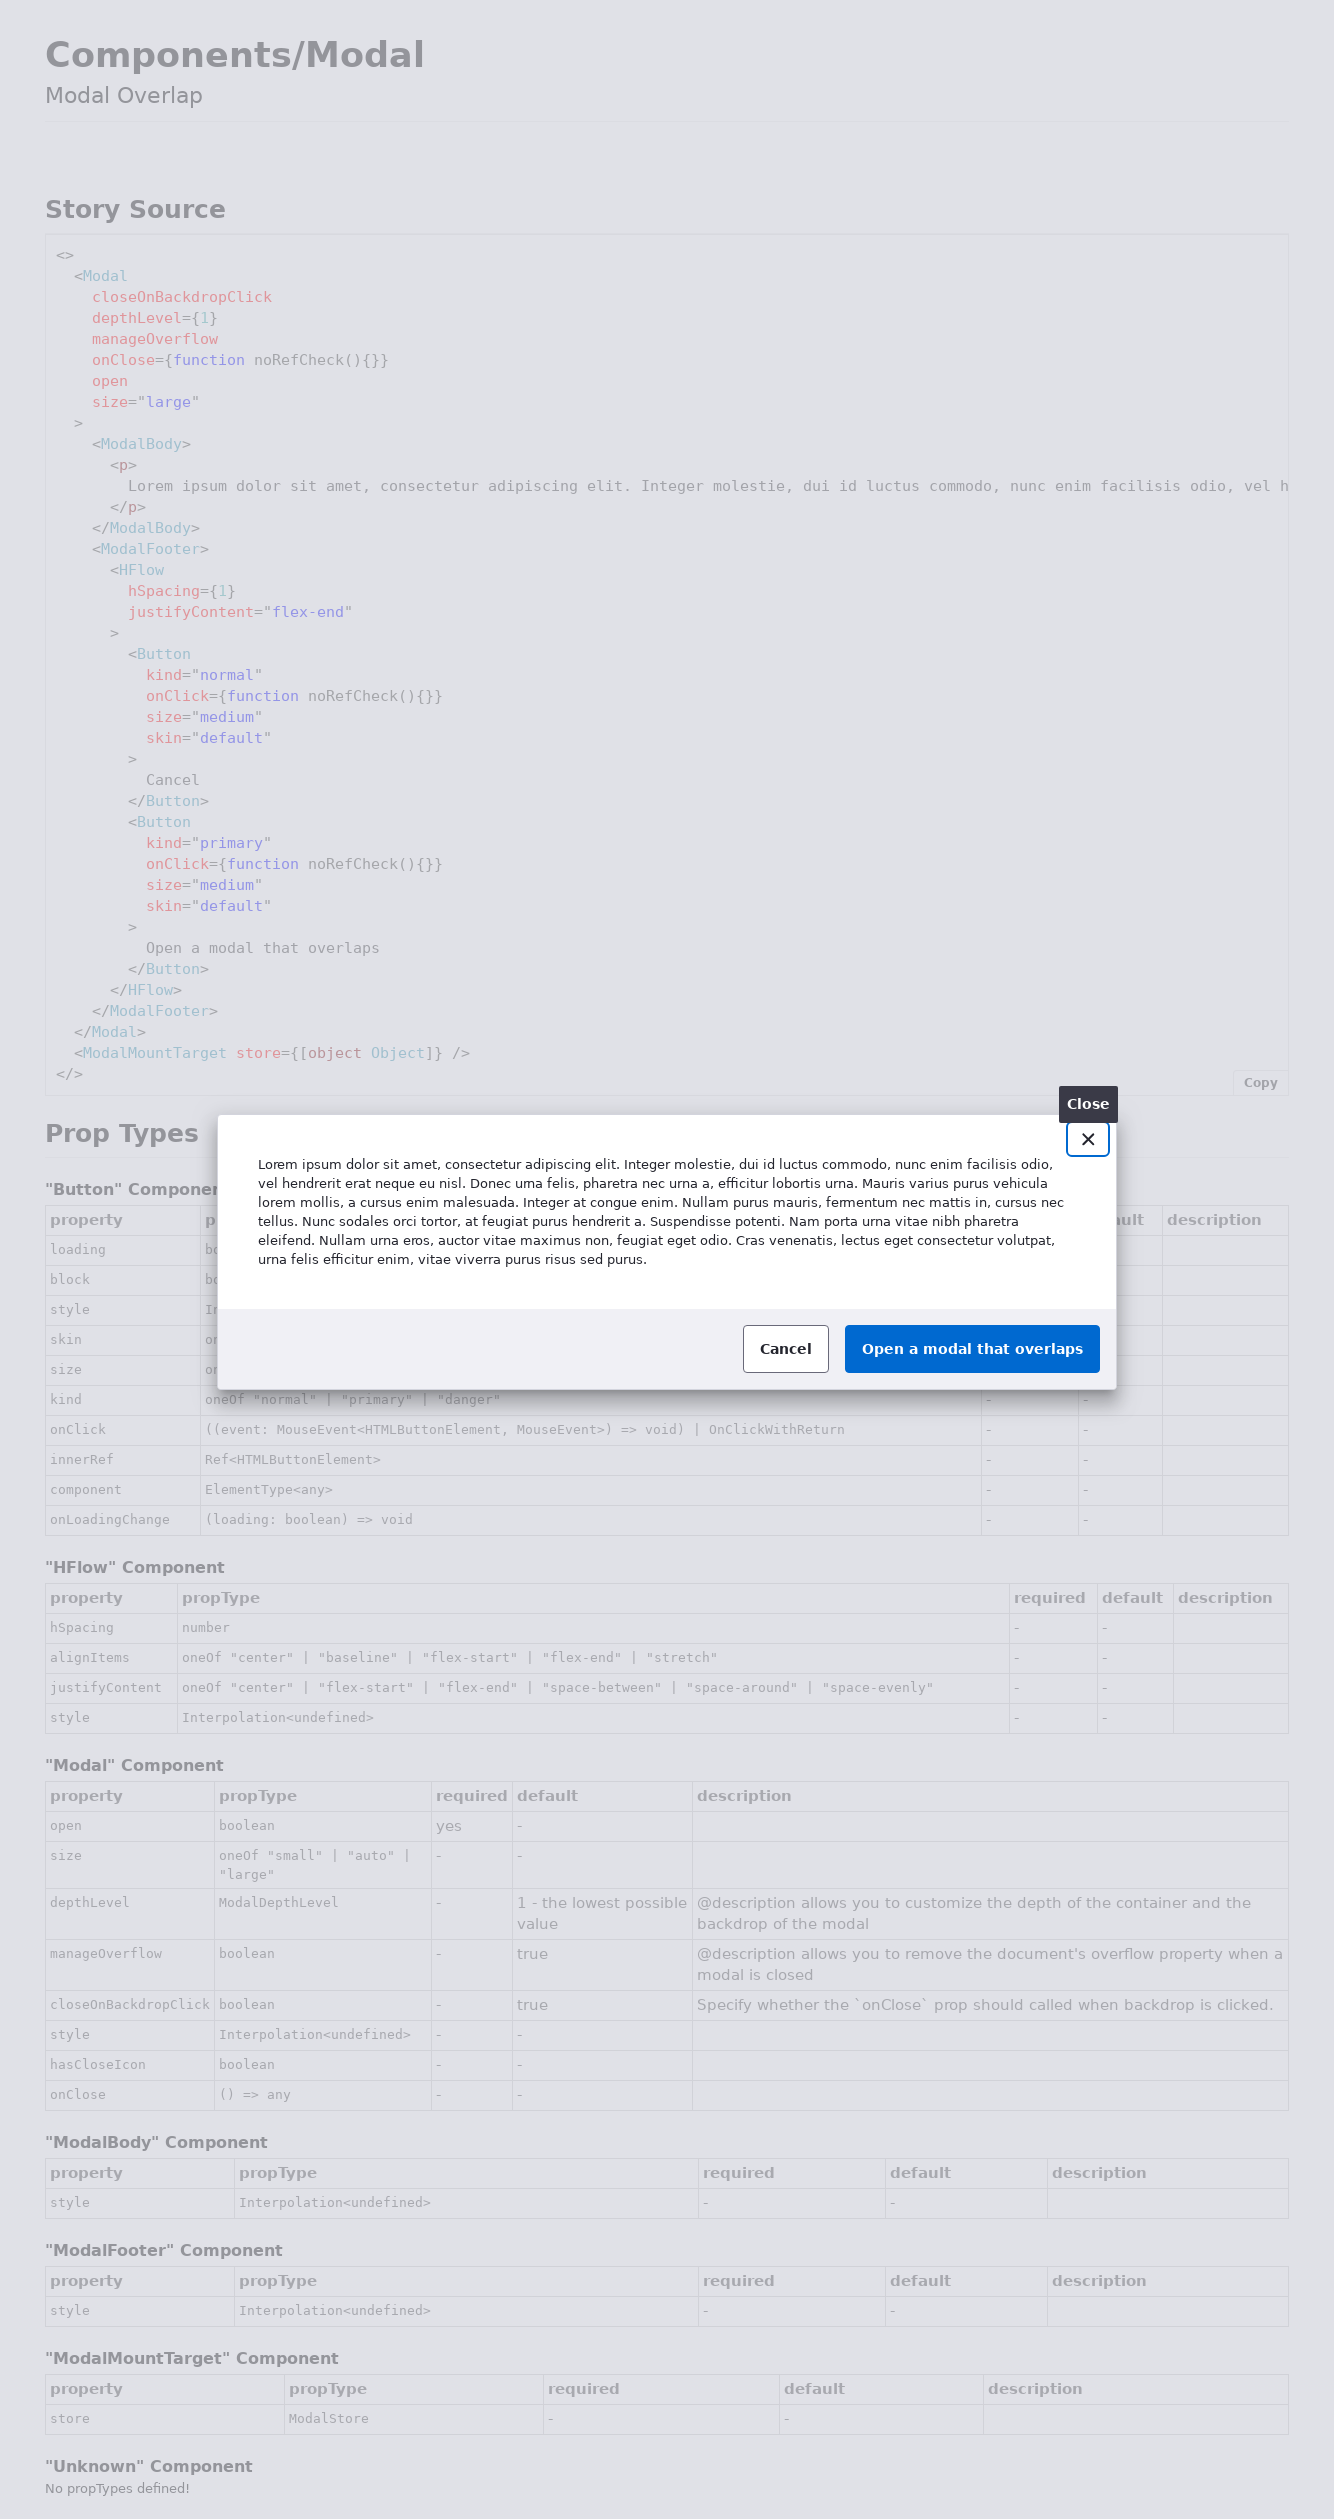 Components/Modal
Modal Overlap
Story Source
<>
  <Modal
    closeOnBackdropClick
    depthLevel={1}
    manageOverflow
    onClose={function noRefCheck(){}}
    open
    size="large"
  >
    <ModalBody>
      <p>
        Lorem ipsum dolor sit amet, consectetur adipiscing elit. Integer molestie, dui id luctus commodo, nunc enim facilisis odio, vel h
      </p>
    </ModalBody>
    <ModalFooter>
      <HFlow
        hSpacing={1}
        justifyContent="flex-end"
      >
        <Button
          kind="normal"
          onClick={function noRefCheck(){}}
          size="medium"
          skin="default"
        >
          Cancel
        </Button>
        <Button
          kind="primary"
          onClick={function noRefCheck(){}}
          size="medium"
          skin="default"
        >
          Open a modal that overlaps
        </Button>
      </HFlow>
    </ModalFooter>
  </Modal>
  <ModalMountTarget store={[object Object]} />
</>
Copy
Close
Prop Types
Lorem ipsum dolor sit amet, consectetur adipiscing elit. Integer molestie, dui id luctus commodo, nunc enim facilisis odio,
vel hendrerit erat neque eu nisl. Donec urna felis, pharetra nec urna a, efficitur lobortis urna. Mauris varius purus vehicula
lorem mollis, a cursus enim malesuada. Integer at congue enim. Nullam purus mauris, fermentum nec mattis in, cursus nec
tellus. Nunc sodales orci tortor, at feugiat purus hendrerit a. Suspendisse potenti. Nam porta urna vitae nibh pharetra
eleifend. Nullam urna eros, auctor vitae maximus non, feugiat eget odio. Cras venenatis, lectus eget consectetur volutpat,
urna felis efficitur enim, vitae viverra purus risus sed purus.
Cancel
Open a modal that overlaps
"Button"
property description
loading
block
style
skin
size
kind oneOf "normal" | "primary" | "danger" - -
onClick ((event: MouseEvent<HTMLButtonElement, MouseEvent>) => void) | OnClickWithReturn - -
innerRef Ref<HTMLButtonElement> - -
component ElementType<any> - -
onLoadingChange (loading: boolean) => void - -
"HFlow" Component
property propType required default description
hSpacing number - -
alignItems oneOf "center" | "baseline" | "flex-start" | "flex-end" | "stretch" - -
justifyContent oneOf "center" | "flex-start" | "flex-end" | "space-between" | "space-around" | "space-evenly" - -
style Interpolation<undefined> - -
"Modal" Component
property propType required default description
open boolean yes -
size oneOf "small" | "auto" | - -
"large"
depthLevel ModalDepthLevel - 1 - the lowest possible @description allows you to customize the depth of the container and the
value backdrop of the modal
manageOverflow boolean - true @description allows you to remove the document's overflow property when a
modal is closed
closeOnBackdropClick boolean - true Specify whether the `onClose` prop should called when backdrop is clicked.
style Interpolation<undefined> - -
hasCloseIcon boolean - -
onClose () => any - -
"ModalBody" Component
property propType required default description
style Interpolation<undefined> - -
"ModalFooter" Component
property propType required default description
style Interpolation<undefined> - -
"ModalMountTarget" Component
property propType required default description
store ModalStore - -
"Unknown" Component
No propTypes defined!